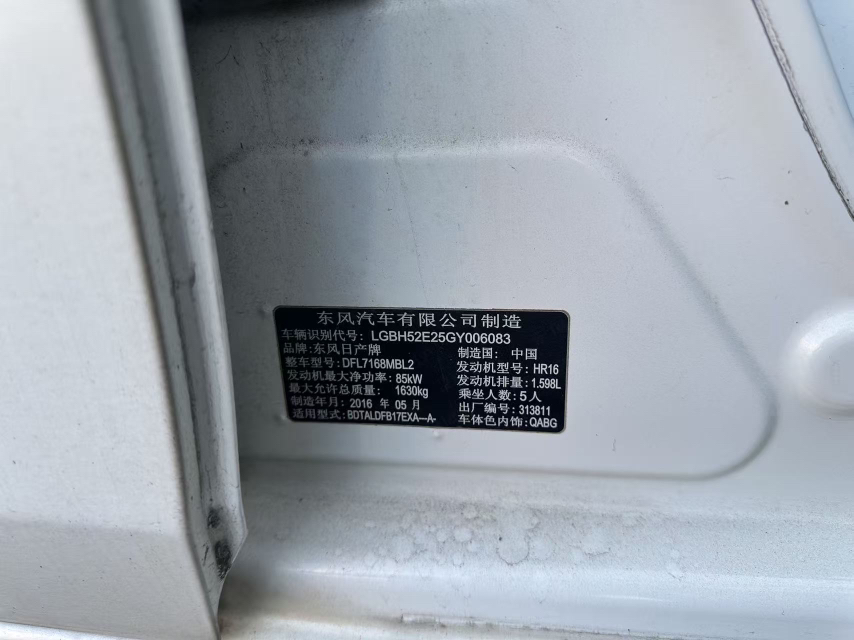 东风汽车有限公司制造
车辆识别代号: LGBH52E25GY006083
品牌:东风日产牌 制造国: 中国
整车型号:DFL7168MBL2 发动机型号:HR16
发动机最大净功率: 85kW 发动机排量:1.598L
最大允许总质量: 1630kg 乘坐人数:5人
制造年月: 2016 年 05 月 出厂编号:313811
适用型式:BDTALDFB17EXA—A- 车体色内饰:QABG